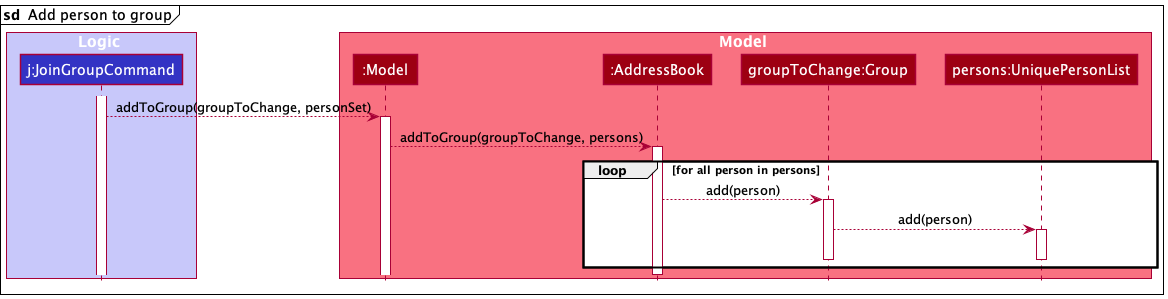 sd Add person to group
Logic
Model
j:JoinGroupCommand
:Model
:AddressBook
groupToChange:Group
persons:UniquePersonList
addToGroup(groupToChange, personSet)
addToGroup(groupToChange, persons)
loop
[for all person in persons]
add(person)
add(person)